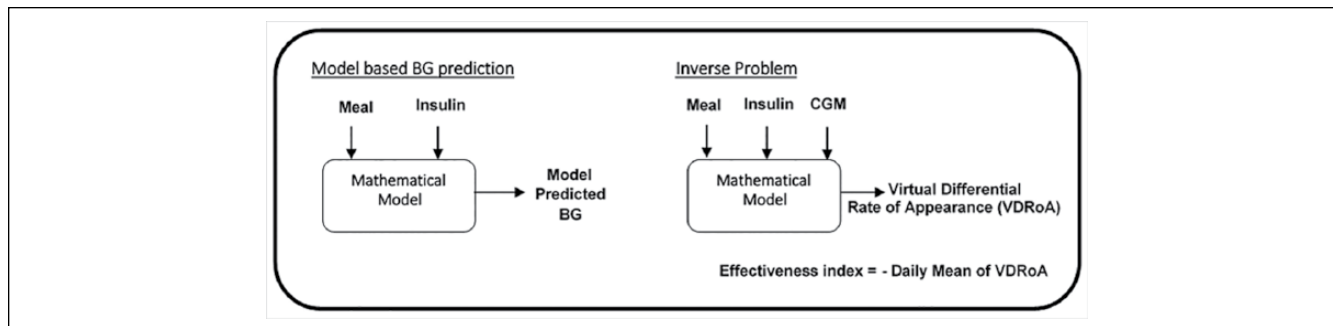 Model based BG prediction
Meal Insulin
Mathematical
Model
Model
Predicted
BG
Inverse Problem
Meal Insulin CGM
Mathematical
Model
Virtual Differential
Rate of Appearance (VDRoA)
Effectiveness index = - Daily Mean of VDRoA